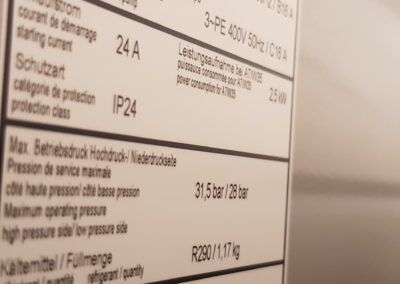 3~PE 400V 50Hz / C16 A
courant de démarrage
starting current
24 A
Leistungsaufnahme bei A7/W35
puissance consommée pour A7/W35
power consumption for A7/W35
2,5 kW
Schutzart
catégorie de protection
protection class
IP24
Max. Betriebsdruck Hochdruck-/ Niederdruckseite
Pression de service maximale
côté haute pression/ côté basse pression
Maximum operating pressure
high pressure side/ low pressure side
31,5 bar / 28 bar
Kältemittel / Füllmenge
refrigerant / quantity
R290 / 1,17 kg